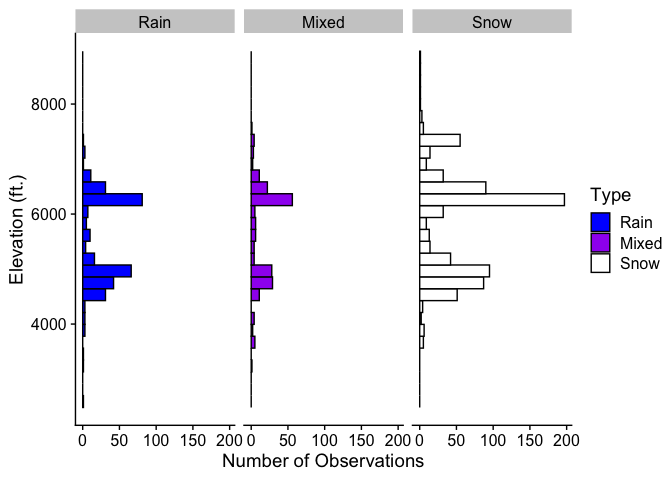 Rain Mixed Snow
8000
6000
4000
Elevation (ft.)
0 50 100 150 200 0 50 100 150 200 0 50 100 150 200
Number of Observations
Type
Rain
Mixed
Snow